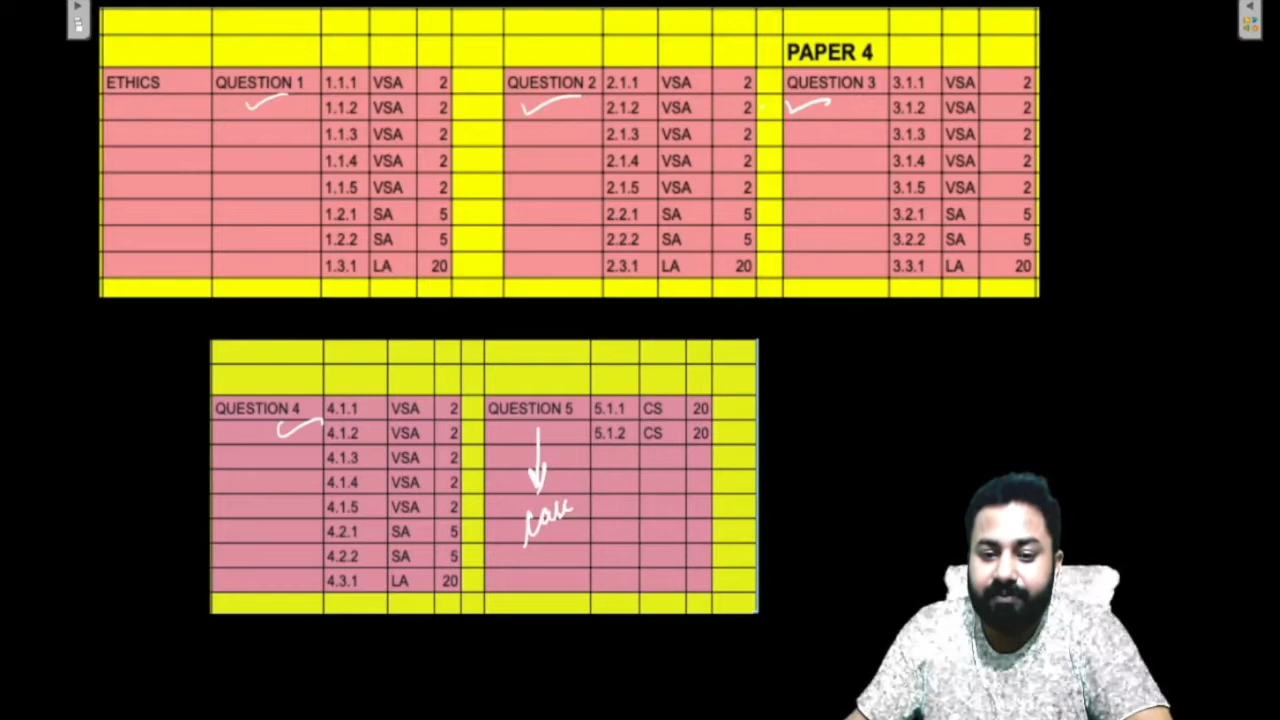 PAPER 4
ETHICS QUESTION 1 1.1.1 VSA 2 QUESTION 2 2.1.1 VSA 2 QUESTION 3 3.1.1 VSA 2
1.1.2 VSA 2 2.1.2 VSA 2 3.1.2 VSA 2
1.1.3 VSA 2 2.1.3 VSA 2 3.1.3 VSA 2
1.1.4 VSA 2 2.1.4 VSA 2 3.1.4 VSA 2
1.1.5 VSA 2 2.1.5 VSA 2 3.1.5 VSA 2
1.2.1 SA 5 2.2.1 SA 5 3.2.1 SA 5
1.2.2 SA 5 2.2.2 SA 5 3.2.2 SA 5
1.3.1 LA 20 2.3.1 LA 20 3.3.1 LA 20
QUESTION 4 4.1.1 VSA 2 QUESTION 5 5.1.1 CS 20
4.1.2 VSA 2 5.1.2 CS 20
4.1.3 VSA 2
4.1.4 VSA 2
4.1.5 VSA 2
4.2.1 SA 5
4.2.2 SA 5
4.3.1 LA 20